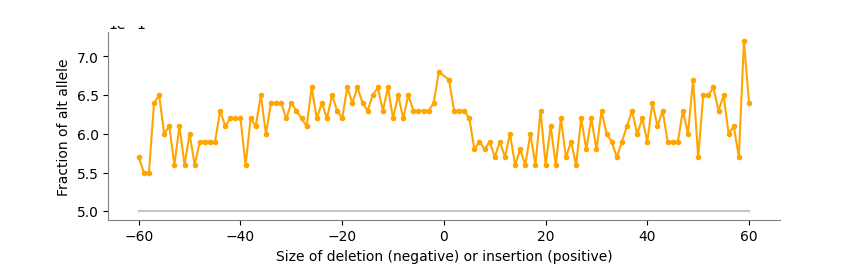 7.0
6.5
6.0
5.5
5.0
Fraction of alt allele
−60 −40 −20 0 20 40 60
Size of deletion (negative) or insertion (positive)